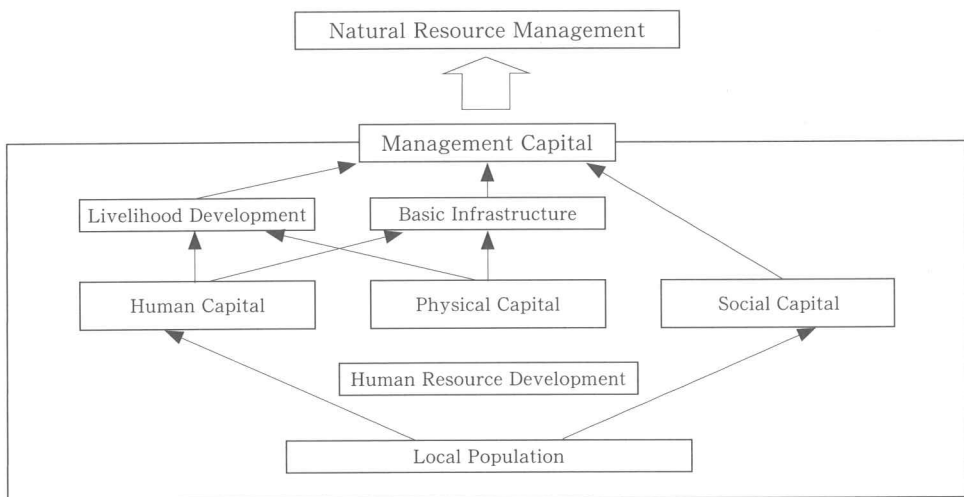 Natural Resource Management
Management Capital
Livelihood Development
Basic Infrastructure
Human Capital
Physical Capital
Social Capital
Human Resource Development
Local Population